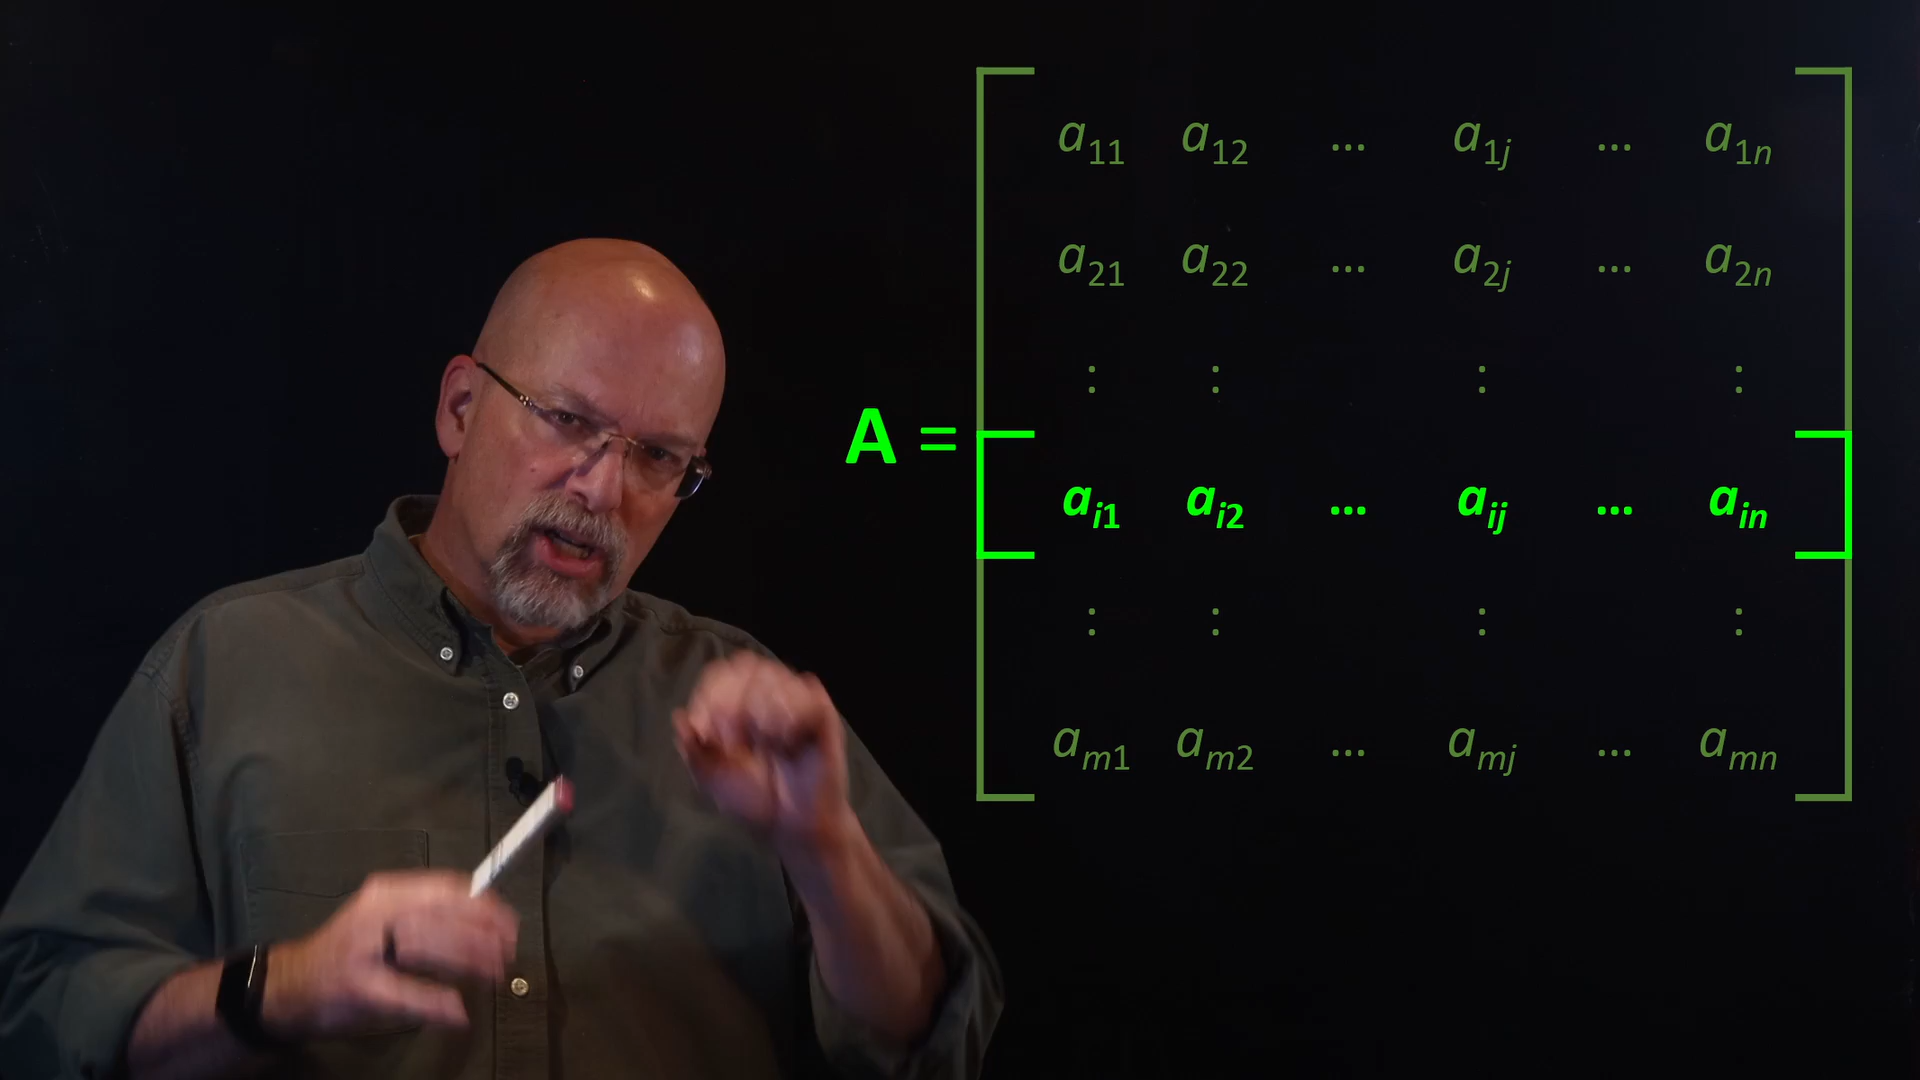 a11 a12 ... a1j ... a1n
a21 a22 ... a2j ... a2n
: : : :
A =
ai1 ai2 ... aij ... ain
: : : :
am1 am2 ... amj ... amn